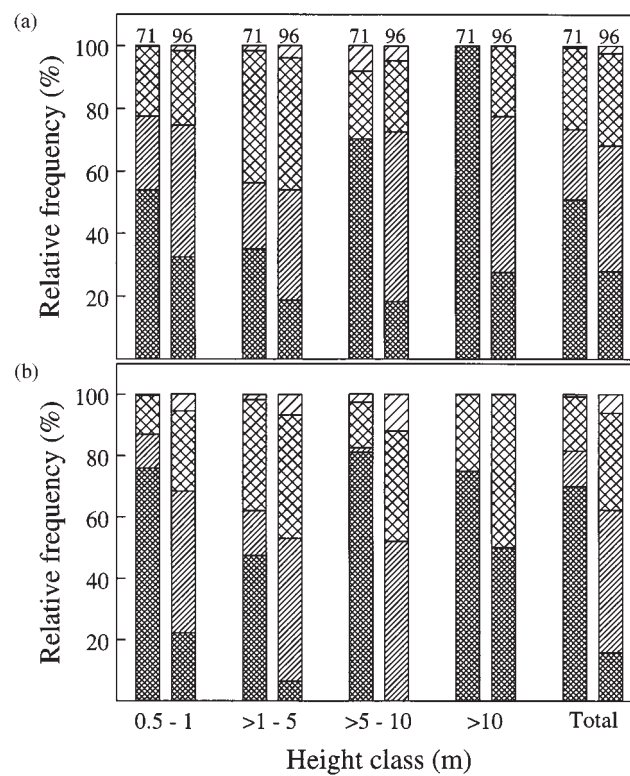 (a)
71 96 71 96 71 96 71 96 71 96
100
80
60
40
20
Relative frequency (%)
(b)
100
80
60
40
20
Relative frequency (%)
0.5 - 1 >1 - 5 >5 - 10 >10 Total
Height class (m)